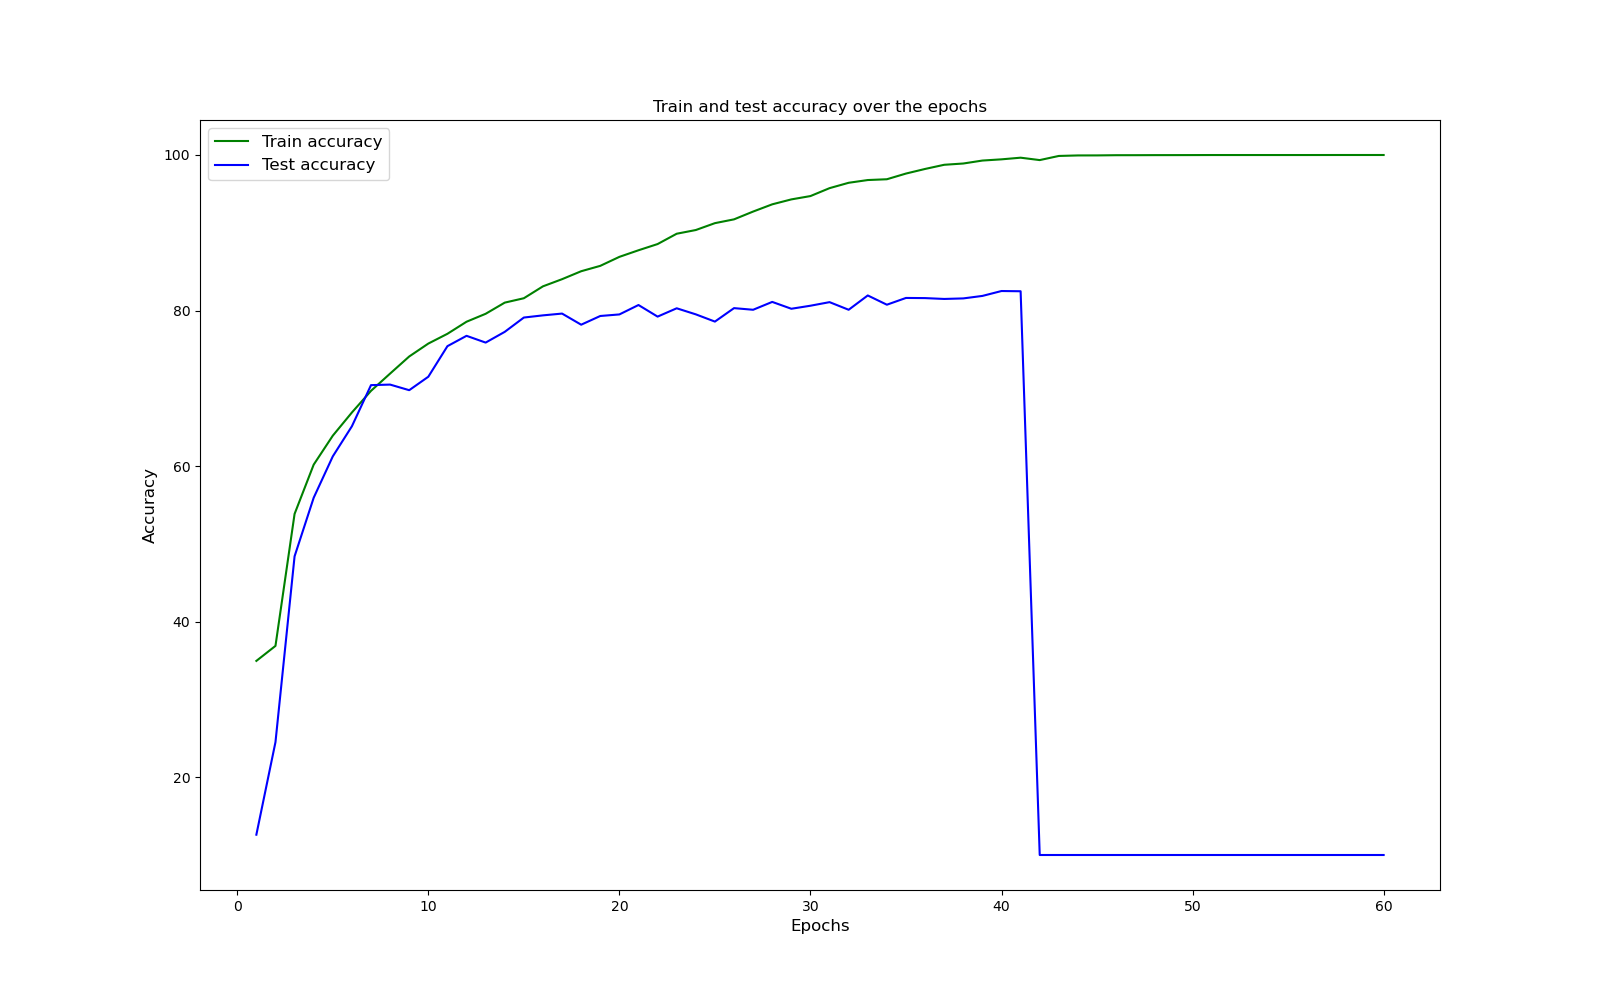 Train and test accuracy over the epochs
Train accuracy
Test accuracy
100
80
60
40
20
Accuracy
0 10 20 30 40 50 60
Epochs